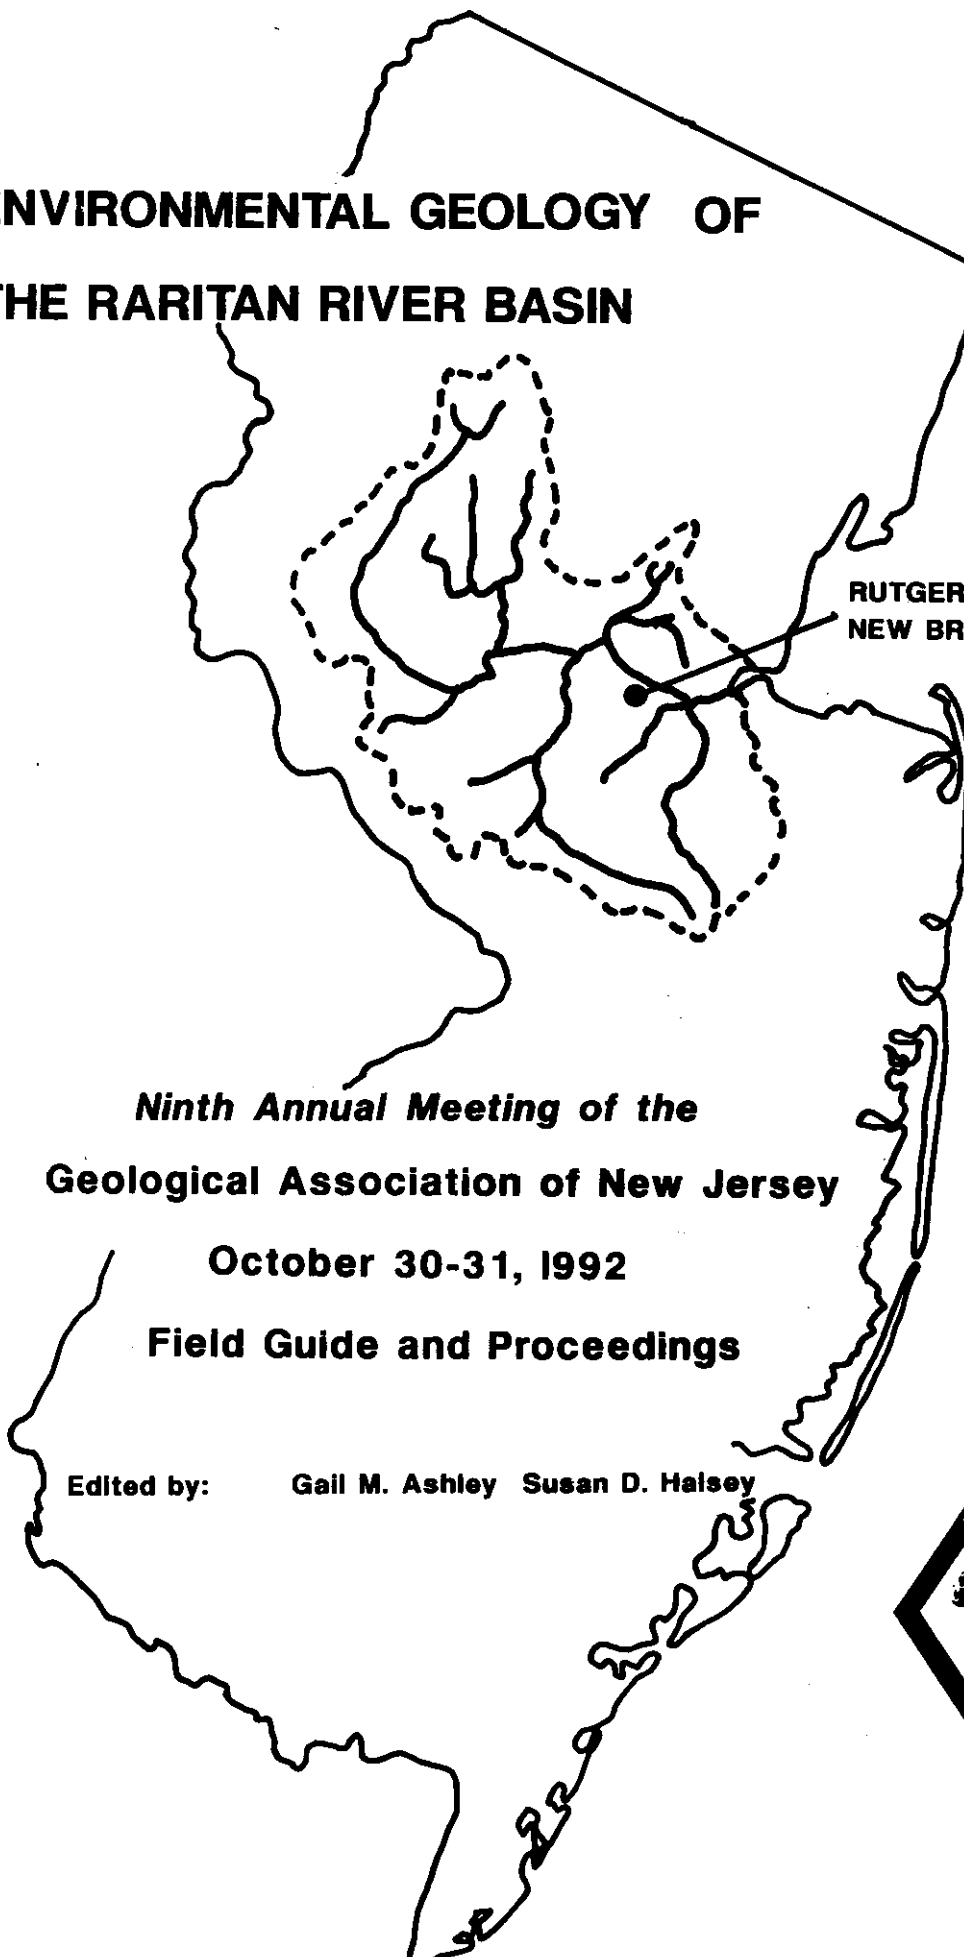 NVIRONMENTAL GEOLOGY OF
THE RARITAN RIVER BASIN
RUTGER
NEW BR
Ninth Annual Meeting of the
Geological Association of New Jersey
October 30-31, 1992
Field Guide and Proceedings
Edited by: Gail M. Ashley Susan D. Halsey